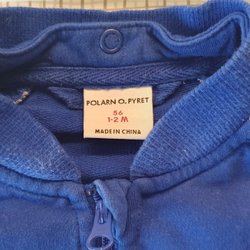 POLARN O. PYRET
56
1-2 M
MADE IN CHINA